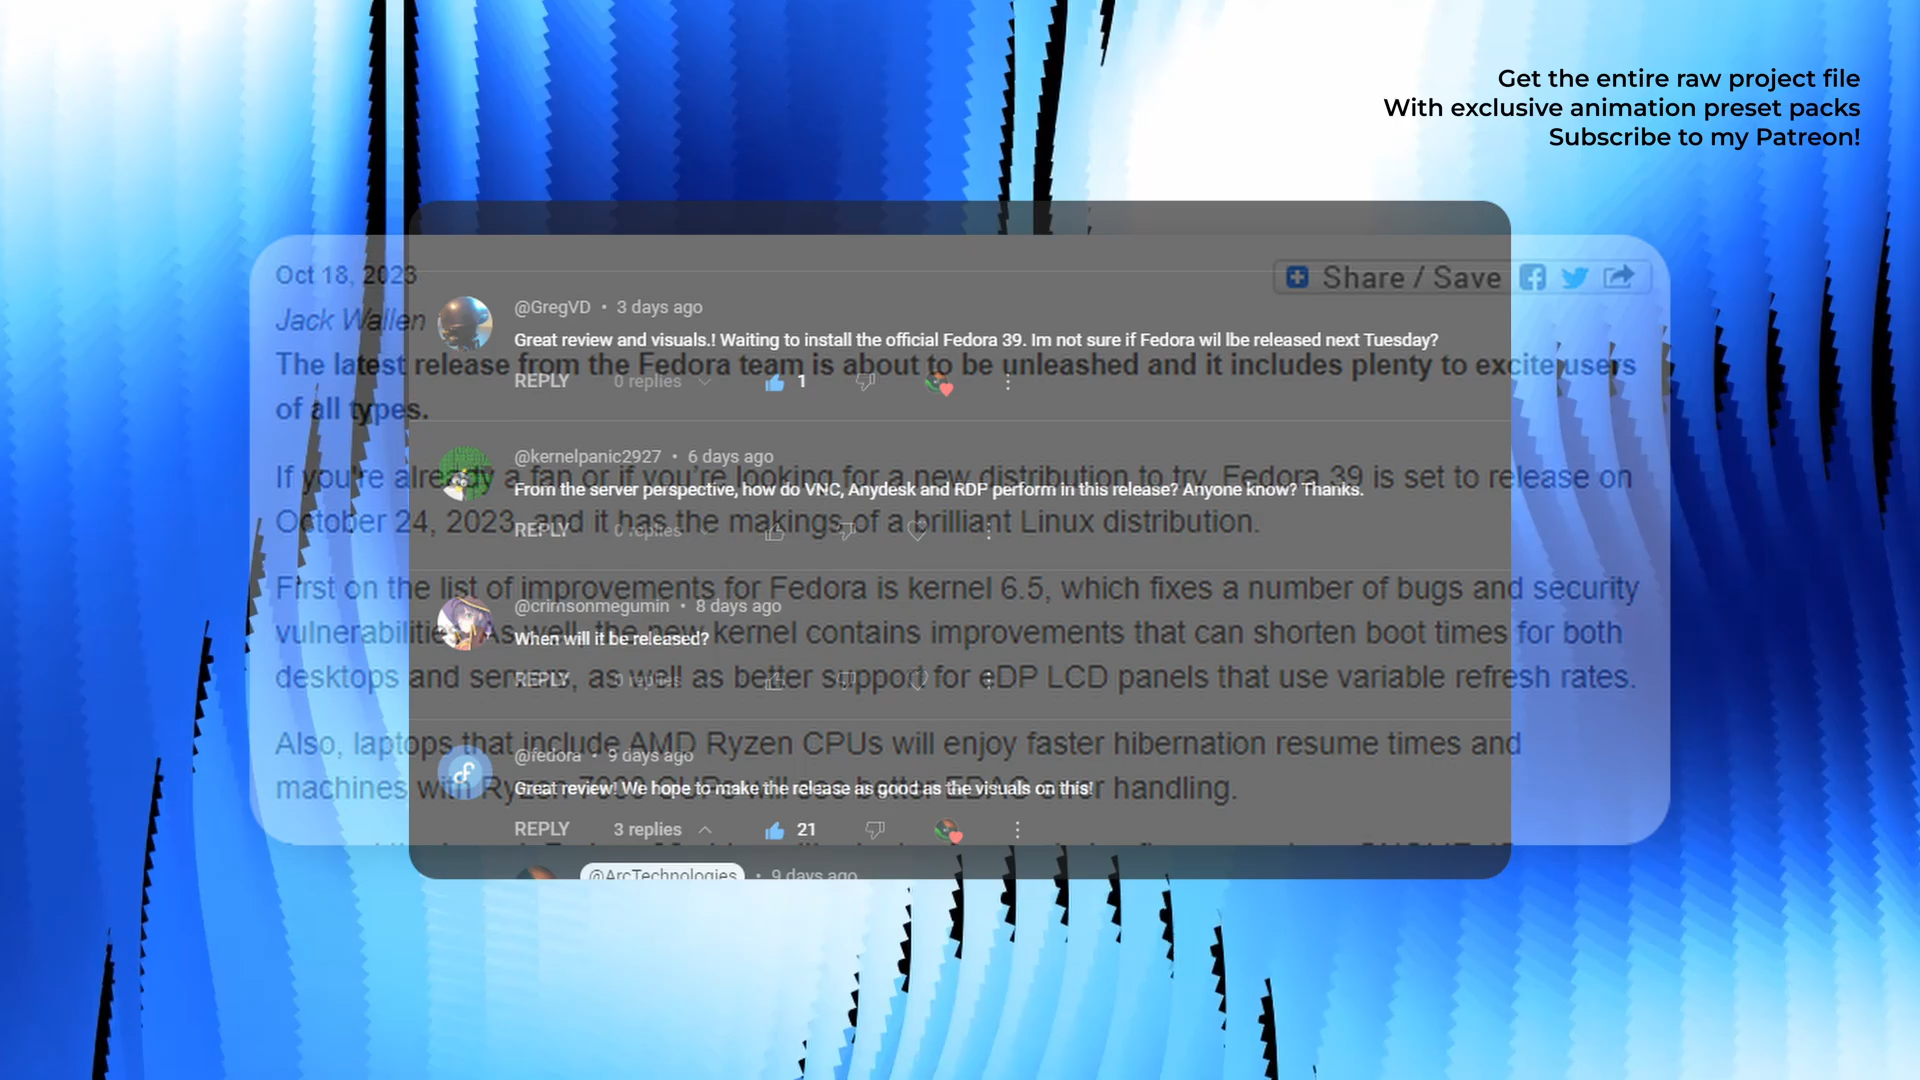 Get the entire raw project file
With exclusive animation preset packs
Subscribe to my Patreon!
Oct 18, 2023
Share / Save
Jack Wallen
The latest release from the Fedora team is about to be unleashed and it includes plenty to excite users
of all types.
If you're already a fan or if you're looking for a new distribution to try, Fedora 39 is set to release on
October 24, 2023, and it has the makings of a brilliant Linux distribution.
First on the list of improvements for Fedora is kernel 6.5, which fixes a number of bugs and security
vulnerabilities. As well, the new kernel contains improvements that can shorten boot times for both
desktops and servers, as well as better support for eDP LCD panels that use variable refresh rates.
Also, laptops that include AMD Ryzen CPUs will enjoy faster hibernation resume times and
machines with Ryzen 7000 CUPs will see better EDAC error handling.
@GregVD • 3 days ago
Great review and visuals.! Waiting to install the official Fedora 39. Im not sure if Fedora wil lbe released next Tuesday?
REPLY 0 replies 1
@kernelpanic2927 • 6 days ago
From the server perspective, how do VNC, Anydesk and RDP perform in this release? Anyone know? Thanks.
REPLY 0 replies
@crimsonmegumin • 8 days ago
When will it be released?
REPLY 0 replies
@fedora • 9 days ago
Great review! We hope to make the release as good as the visuals on this!
REPLY 3 replies 21
@ArcTechnologies • 9 days ago